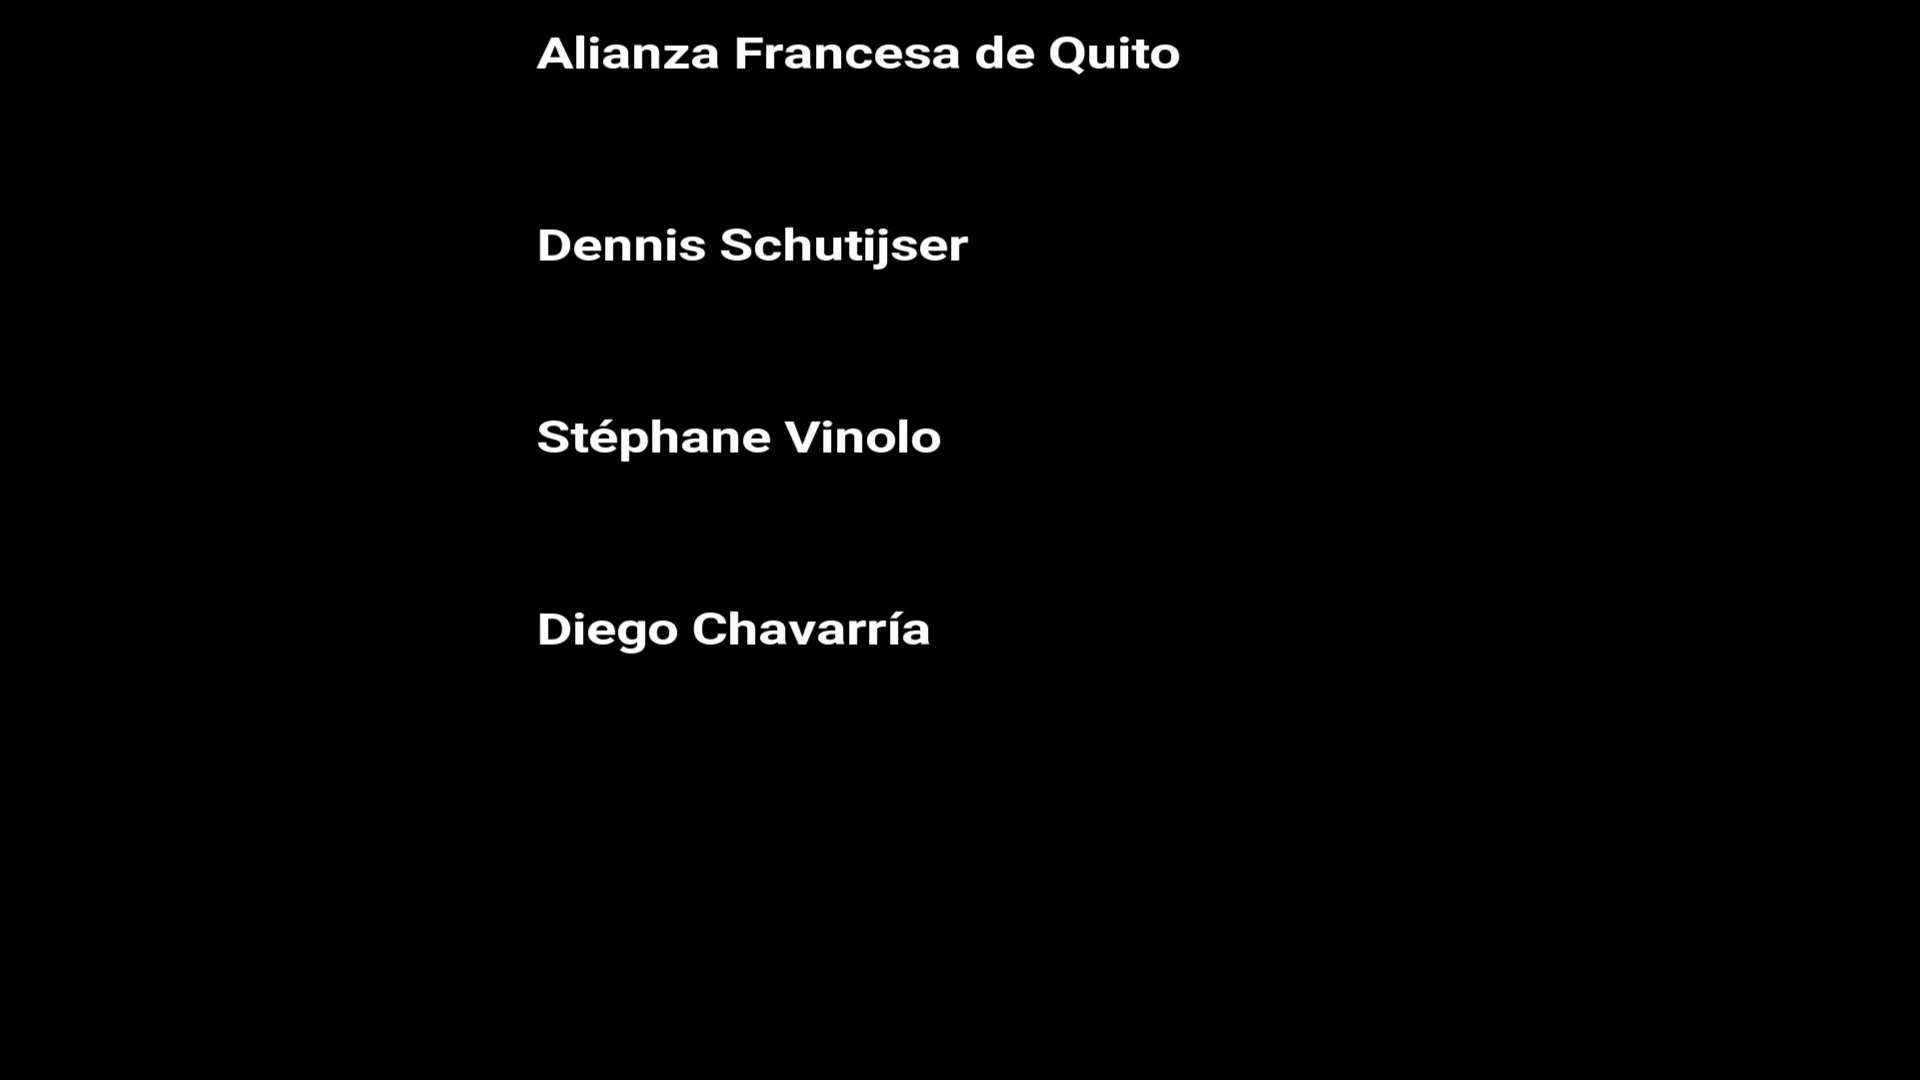 Alianza Francesa de Quito
Dennis Schutijser
Stéphane Vinolo
Diego Chavarría